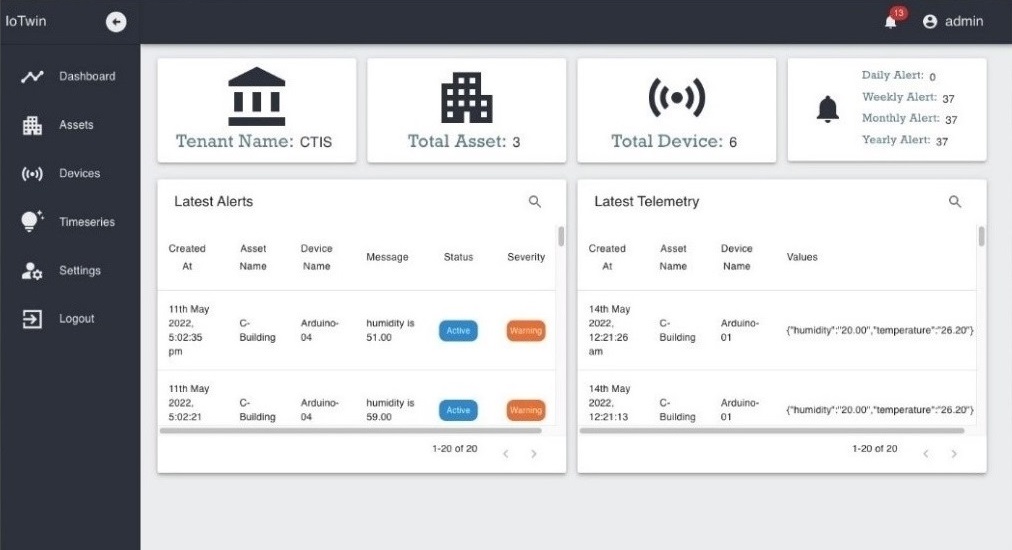 IoTwin
13
admin
Dashboard
Assets
Devices
Timeseries
Settings
Logout
Tenant Name: CTIS
Total Asset: 3
Total Device: 6
Daily Alert: 0
Weekly Alert: 37
Monthly Alert: 37
Yearly Alert: 37
Latest Alerts
Created
At
Asset
Name
Device
Name
Message
Status
Severity
11th May
2022,
5:02:35
pm
C-
Building
Arduino-
04
humidity is
51.00
Active
Warning
11th May
2022,
5:02:21
C-
Building
Arduino-
04
humidity is
59.00
Active
Warning
1-20 of 20
Latest Telemetry
Created
At
Asset
Name
Device
Name
Values
14th May
2022,
12:21:26
am
C-
Building
Arduino-
01
{"humidity":"20.00","temperature":"26.20"}
14th May
2022,
12:21:13
C-
Building
Arduino-
01
{"humidity":"20.00","temperature":"26.20"}
1-20 of 20